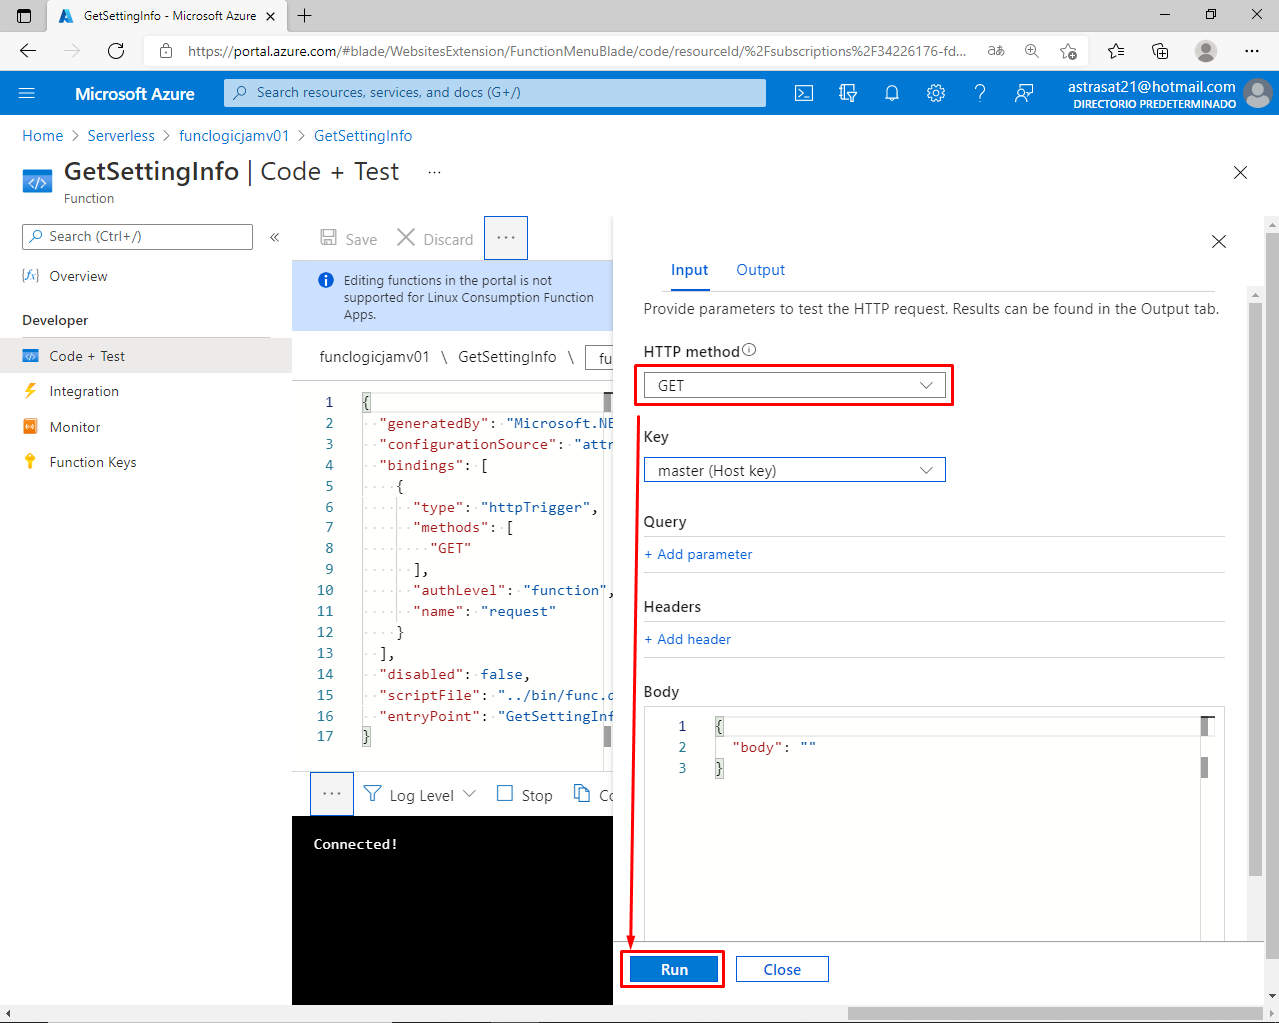 GetSettingInfo - Microsoft Azure
https://portal.azure.com/#blade/WebsitesExtension/FunctionMenuBlade/code/resourceId/%2Fsubscriptions%2F34226176-fd...
Microsoft Azure
Search resources, services, and docs (G+/)
astrasat21@hotmail.com
DIRECTORIO PREDETERMINADO
Home > Serverless > funclogicjamv01 > GetSettingInfo
GetSettingInfo | Code + Test ...
Function
Search (Ctrl+/)
«
Overview
Developer
Code + Test
Integration
Monitor
Function Keys
Save
Discard
...
Editing functions in the portal is not
supported for Linux Consumption Function
Apps.
funclogicjamv01 \ GetSettingInfo \ fu
1 {
2 "generatedBy": "Microsoft.NE
3 "configurationSource": "attr
4 "bindings": [
5 {
6 "type": "httpTrigger",
7 "methods": [
8 "GET"
9 ],
10 "authLevel": "function",
11 "name": "request"
12 }
13 ],
14 "disabled": false,
15 "scriptFile": "../bin/func.d
16 "entryPoint": "GetSettingInf
17 }
...
Log Level
Stop
Co
Connected!
Input
Output
Provide parameters to test the HTTP request. Results can be found in the Output tab.
HTTP method
GET
Key
master (Host key)
Query
+ Add parameter
Headers
+ Add header
Body
1 {
2 "body": ""
3 }
Run
Close